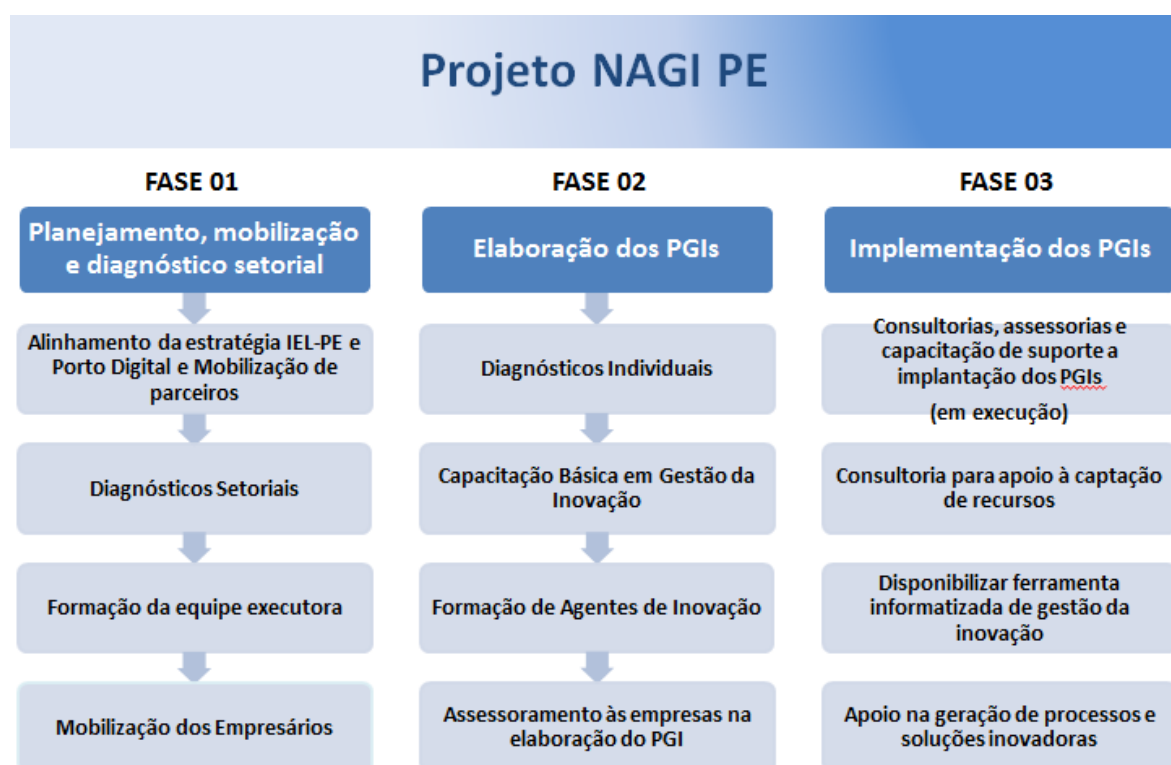 Projeto NAGI PE
FASE 01
Planejamento, mobilização
e diagnóstico setorial
Alinhamento da estratégia IEL-PE e
Porto Digital e Mobilização de
parceiros
Diagnósticos Setoriais
Formação da equipe executora
Mobilização dos Empresários
FASE 02
Elaboração dos PGIs
Diagnósticos Individuais
Capacitação Básica em Gestão da
Inovação
Formação de Agentes de Inovação
Assessoramento às empresas na
elaboração do PGI
FASE 03
Implementação dos PGIs
Consultorias, assessorias e
capacitação de suporte a
implantação dos PGIs
(em execução)
Consultoria para apoio à captação
de recursos
Disponibilizar ferramenta
informatizada de gestão da
inovação
Apoio na geração de processos e
soluções inovadoras